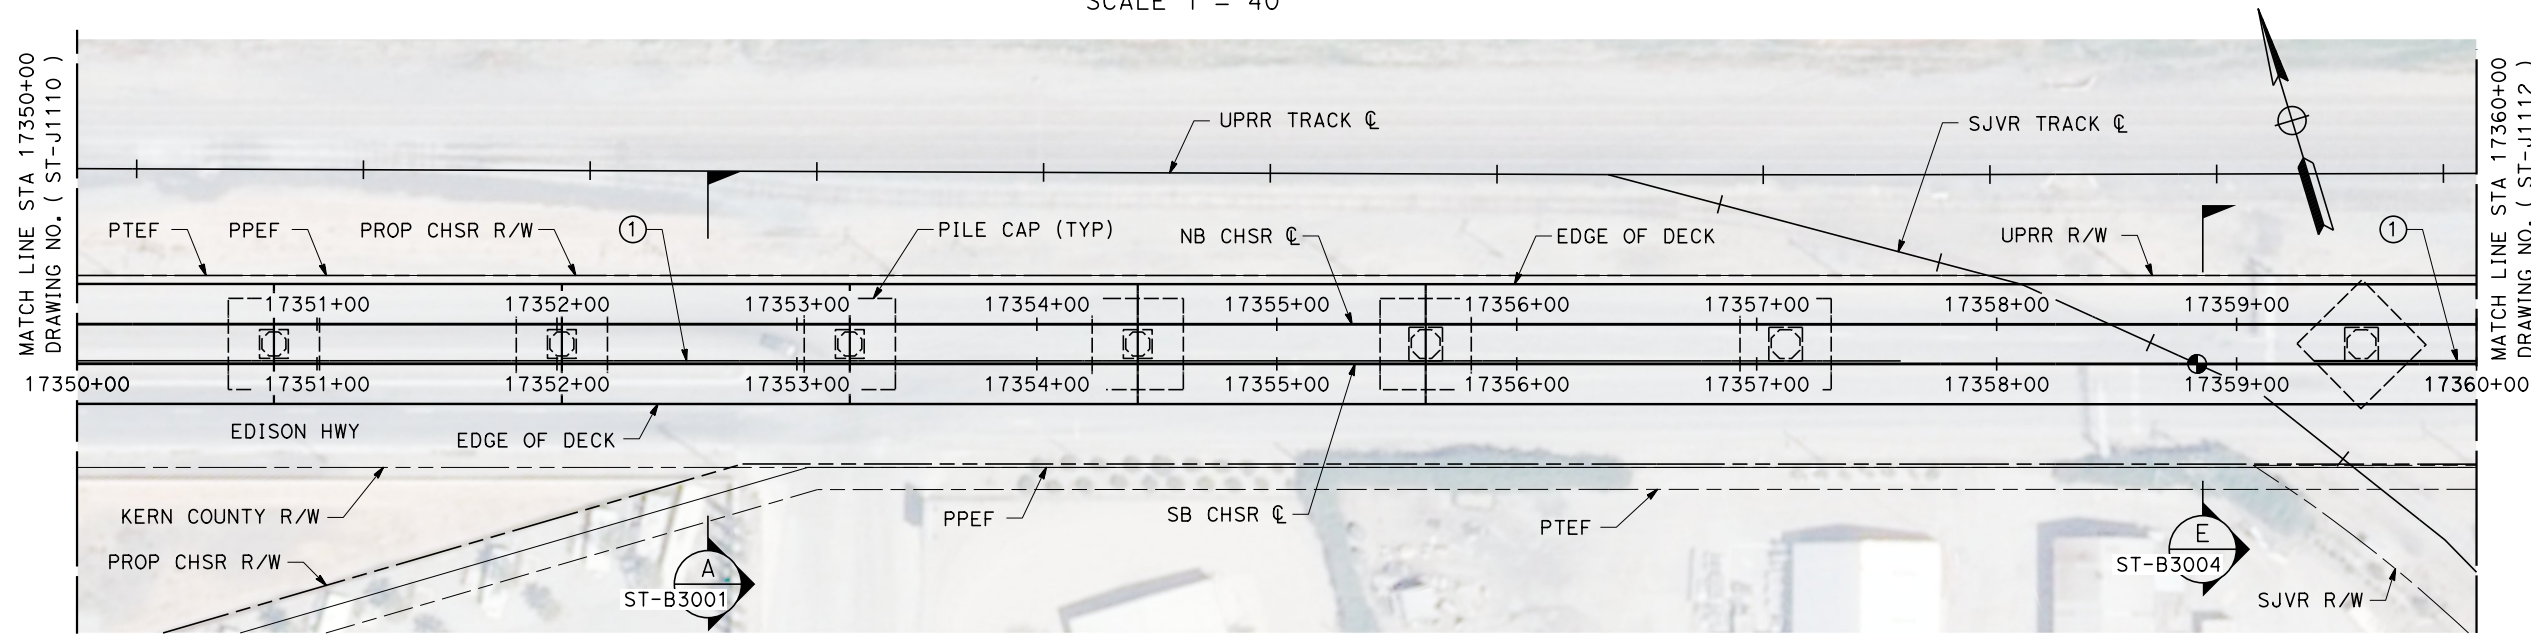 SCALE 1" = 40'
MATCH LINE STA 17350+00
DRAWING NO. ( ST-J1110 )
UPRR TRACK ℄
SJVR TRACK ℄
MATCH LINE STA 17360+00
DRAWING NO. ( ST-J1112 )
PTEF
PPEF
PROP CHSR R/W
1
PILE CAP (TYP)
NB CHSR ℄
EDGE OF DECK
UPRR R/W
1
17351+00
17352+00
17353+00
17354+00
17355+00
17356+00
17357+00
17358+00
17359+00
17350+00
17351+00
17352+00
17353+00
17354+00
17355+00
17356+00
17357+00
17358+00
17359+00
17360+00
EDISON HWY
EDGE OF DECK
KERN COUNTY R/W
PPEF
SB CHSR ℄
PTEF
PROP CHSR R/W
A
ST-B3001
E
ST-B3004
SJVR R/W